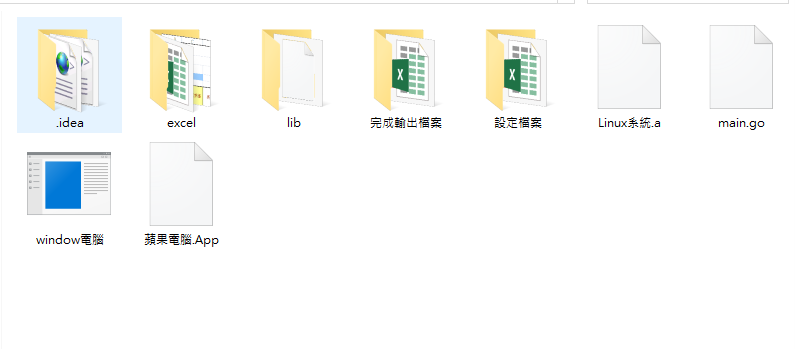 .idea
excel
lib
完成輸出檔案
設定檔案
Linux系統.a
main.go
window電腦
蘋果電腦.App